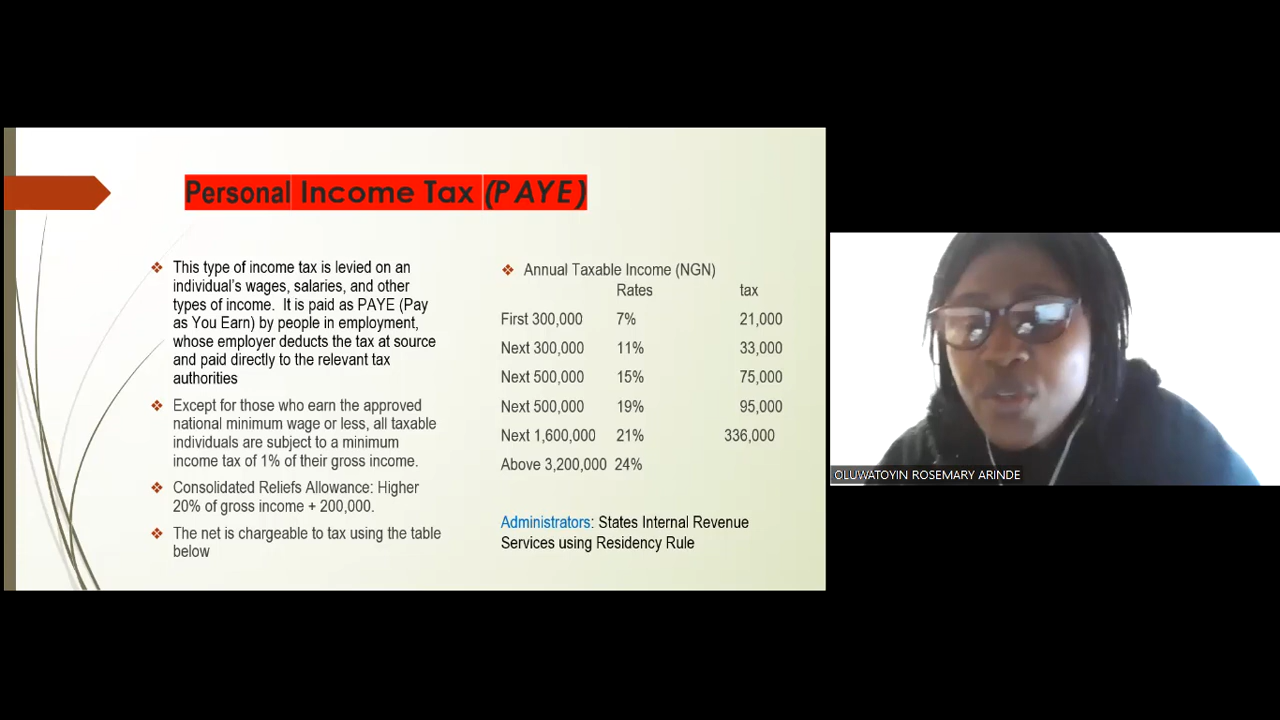 Personal Income Tax (PAYE)
This type of income tax is levied on an
individual's wages, salaries, and other
types of income. It is paid as PAYE (Pay
as You Earn) by people in employment,
whose employer deducts the tax at source
and paid directly to the relevant tax
authorities
Except for those who earn the approved
national minimum wage or less, all taxable
individuals are subject to a minimum
income tax of 1% of their gross income.
Consolidated Reliefs Allowance: Higher
20% of gross income + 200,000.
The net is chargeable to tax using the table
below
Annual Taxable Income (NGN)
Rates tax
First 300,000 7% 21,000
Next 300,000 11% 33,000
Next 500,000 15% 75,000
Next 500,000 19% 95,000
Next 1,600,000 21% 336,000
Above 3,200,000 24%
Administrators: States Internal Revenue
Services using Residency Rule
OLUWATOYIN ROSEMARY ARINDE